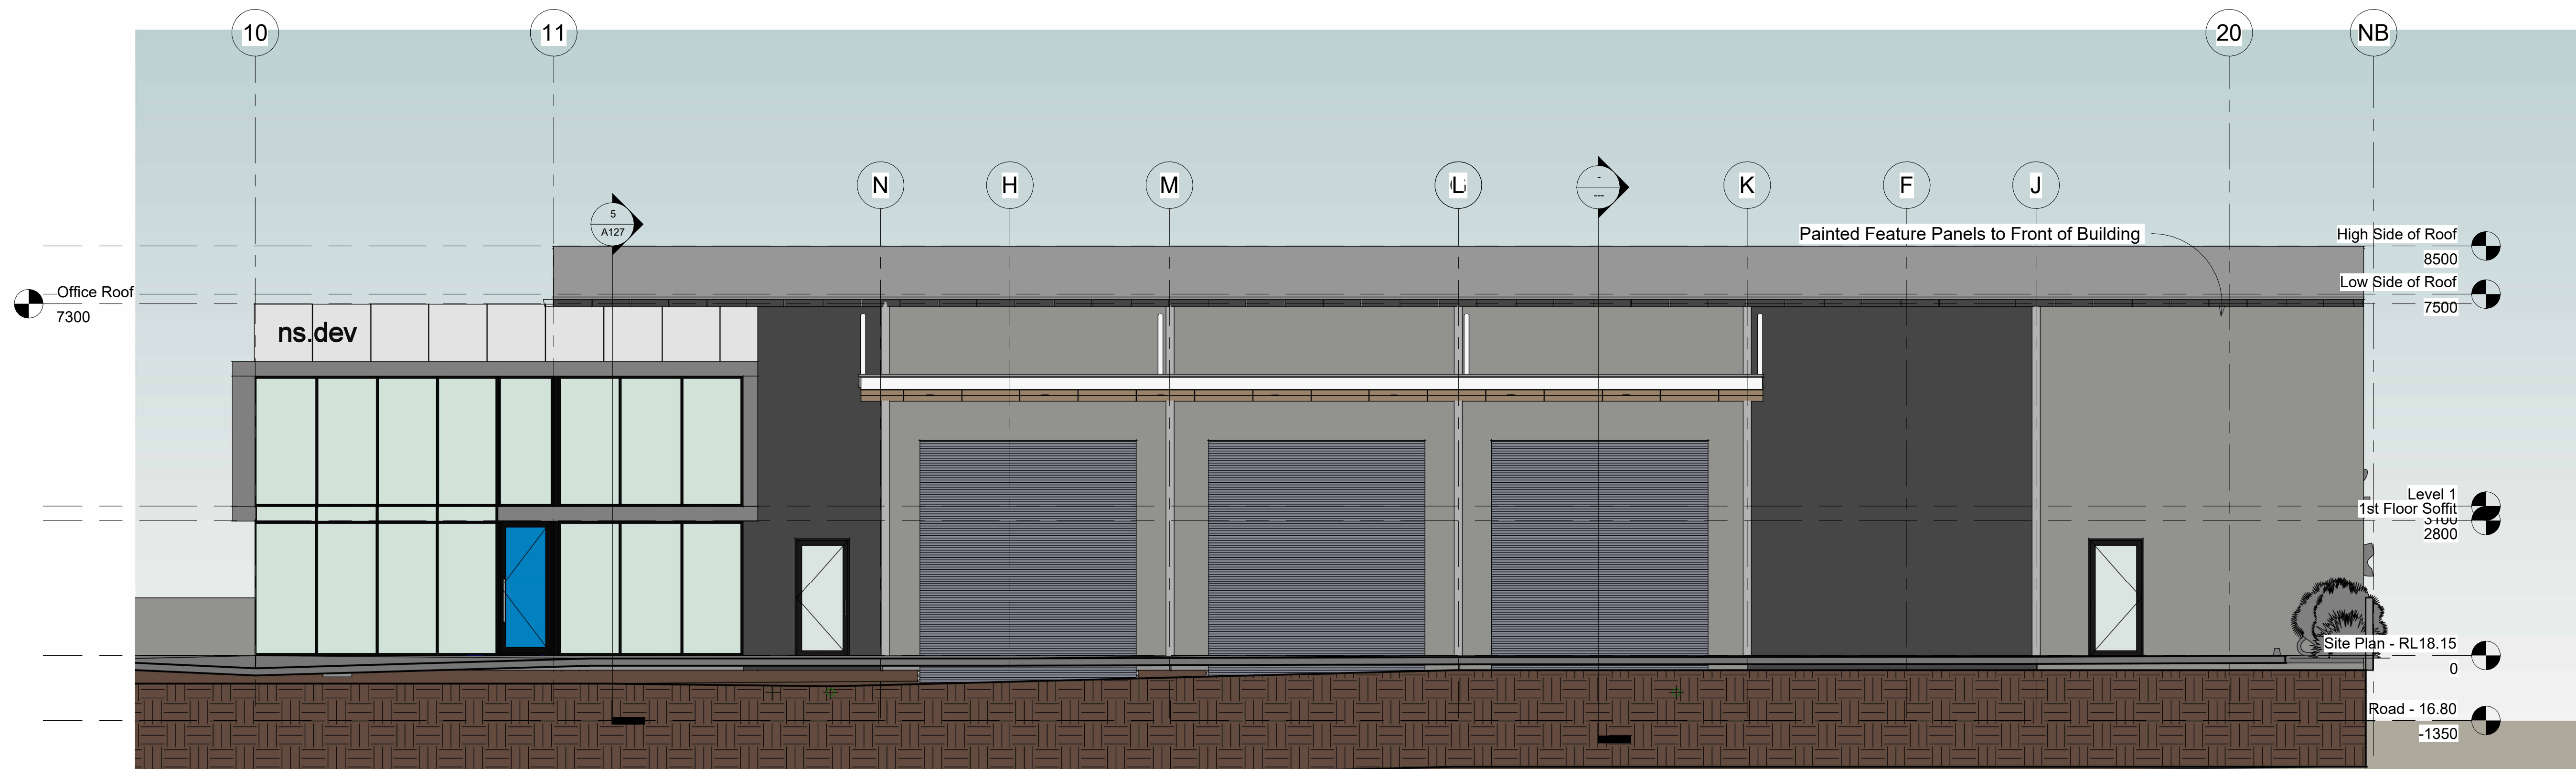 10
11
20
NB
N
H
M
L
K
F
J
-
---
5
A127
Painted Feature Panels to Front of Building
High Side of Roof
8500
Low Side of Roof
7500
Office Roof
7300
ns.dev
Level 1
1st Floor Soffit
3100
2800
Site Plan - RL18.15
0
Road - 16.80
-1350